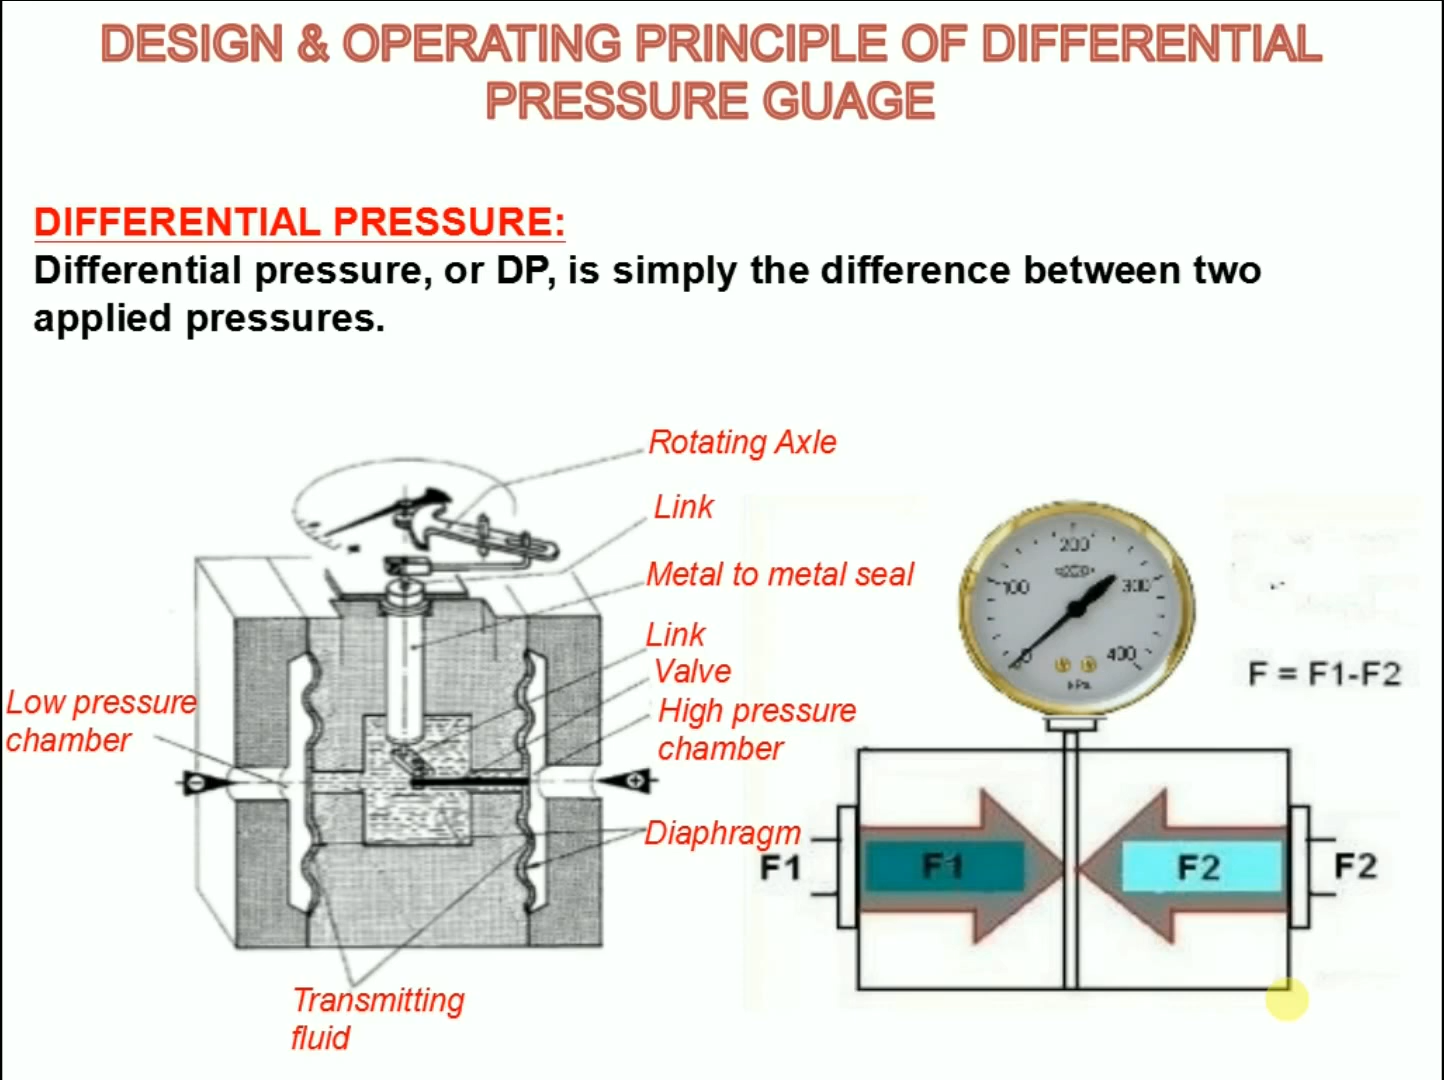 DESIGN & OPERATING PRINCIPLE OF DIFFERENTIAL
PRESSURE GUAGE
DIFFERENTIAL PRESSURE:
Differential pressure, or DP, is simply the difference between two
applied pressures.
Rotating Axle
Link
Metal to metal seal
Link
Valve
High pressure
chamber
Low pressure
chamber
Diaphragm
Transmitting
fluid
200
100
300
0
400
kPa
F = F1-F2
F1
F1
F2
F2